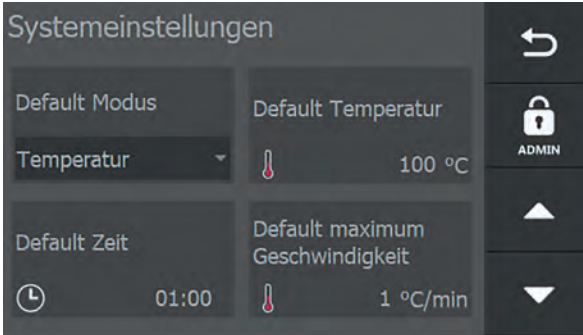 Systemeinstellungen
Default Modus
Temperatur
Default Temperatur
100 °C
ADMIN
Default Zeit
01:00
Default maximum
Geschwindigkeit
1 °C/min